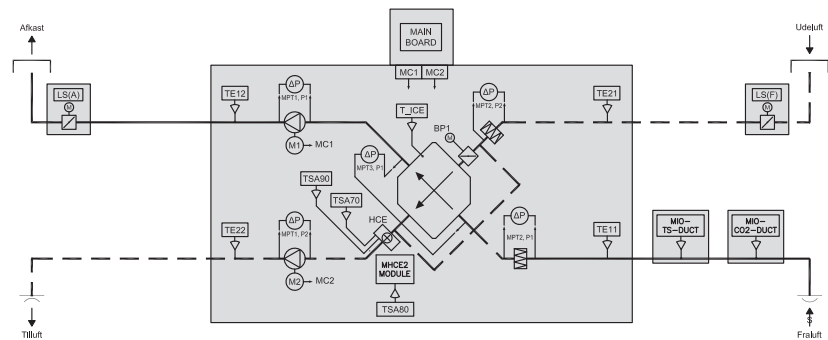 Afkast
Udeluft
MAIN
BOARD
MC1
MC2
LS(A)
M
TE12
ΔP
MPT1, P1
M1
MC1
T_ICE
ΔP
MPT2, P2
BP1
M
TE21
LS(F)
M
ΔP
MPT3, P1
TSA90
TSA70
HCE
TE22
ΔP
MPT1, P2
M2
MC2
MHCE2
MODULE
TSA80
ΔP
MPT2, P1
TE11
MIO-
TS-DUCT
MIO-
CO2-DUCT
Tilluft
Fraluft